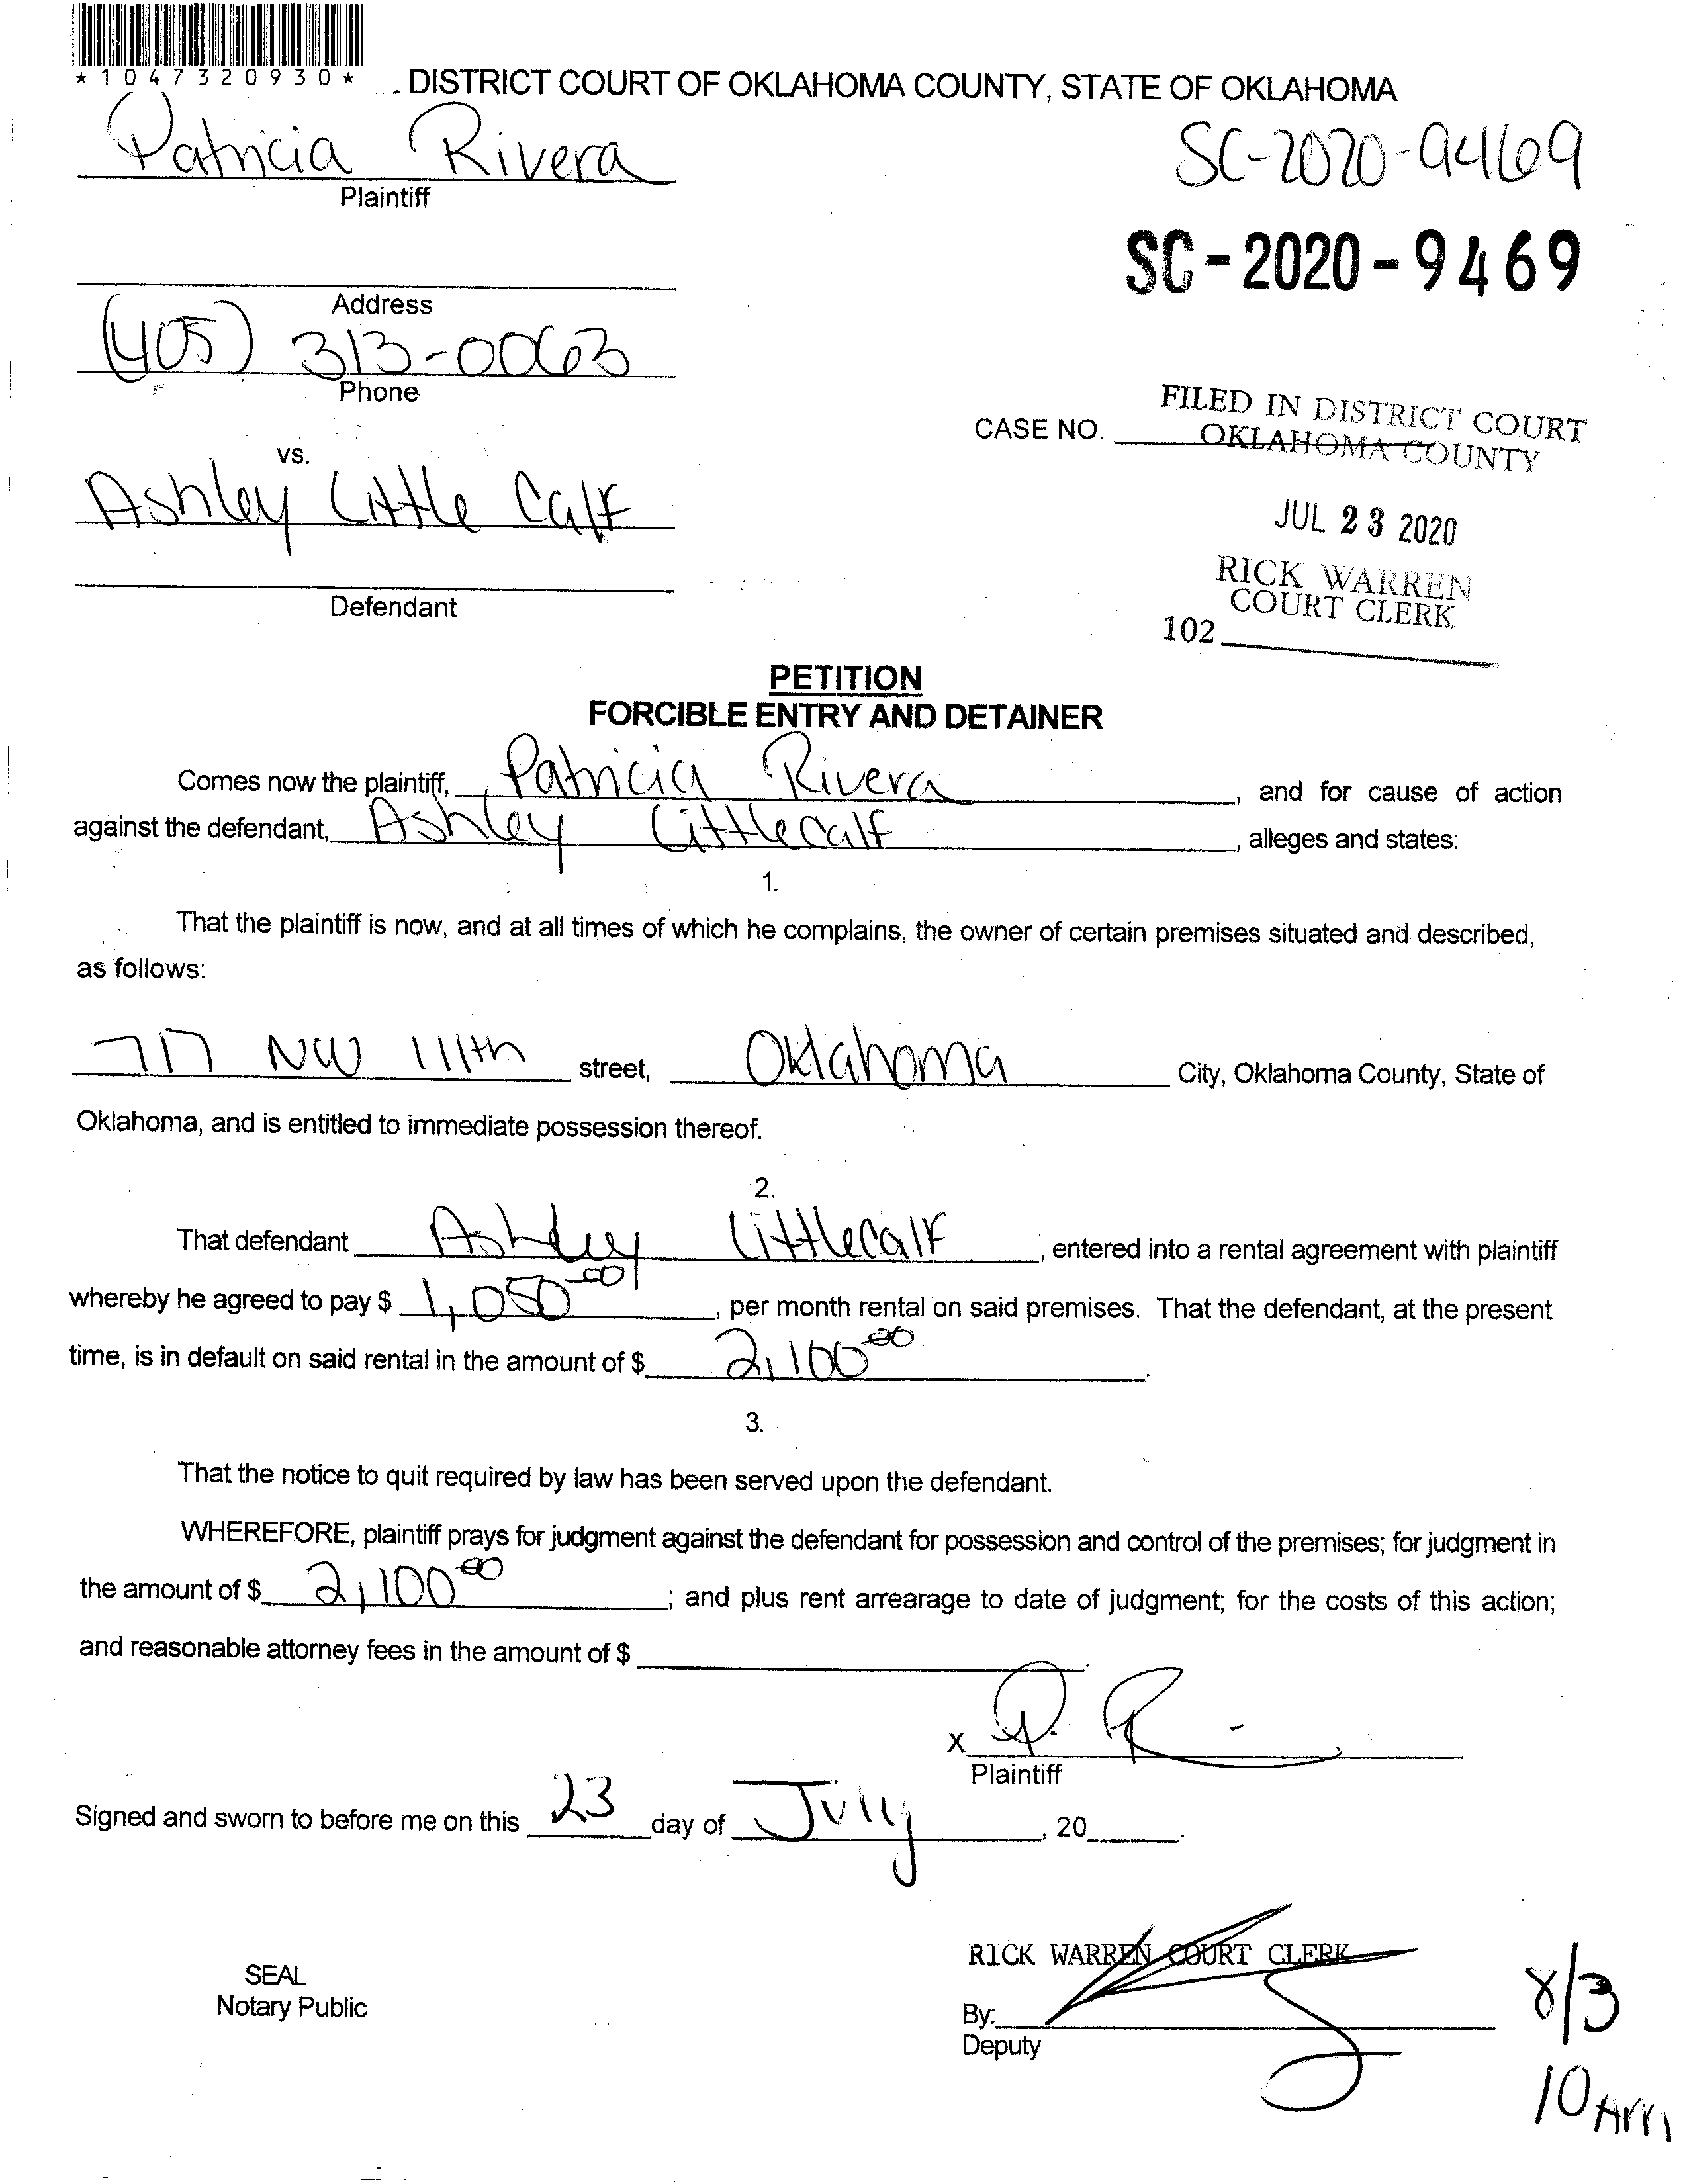 *1047320930*
DISTRICT COURT OF OKLAHOMA COUNTY, STATE OF OKLAHOMA
Patricia Rivera
Plaintiff
SC-2020-9469
SC-2020-9469
Address
(405) 313-0063
Phone
CASE NO.
FILED IN DISTRICT COURT
OKLAHOMA COUNTY
vs.
Ashley Little Calf
JUL 23 2020
RICK WARREN
COURT CLERK
102
Defendant
PETITION
FORCIBLE ENTRY AND DETAINER
Comes now the plaintiff, Patricia Rivera, and for cause of action
against the defendant, Ashley Littlecalf, alleges and states:
1.
That the plaintiff is now, and at all times of which he complains, the owner of certain premises situated and described,
as follows:
717 NW 111th street, Oklahoma City, Oklahoma County, State of
Oklahoma, and is entitled to immediate possession thereof.
2.
That defendant Ashley Littlecalf, entered into a rental agreement with plaintiff
whereby he agreed to pay $ 1,050.00, per month rental on said premises. That the defendant, at the present
time, is in default on said rental in the amount of $ 2,100.00.
3.
That the notice to quit required by law has been served upon the defendant.
WHEREFORE, plaintiff prays for judgment against the defendant for possession and control of the premises; for judgment in
the amount of $ 2,100.00; and plus rent arrearage to date of judgment; for the costs of this action;
and reasonable attorney fees in the amount of $ .
X P. R
Plaintiff
Signed and sworn to before me on this 23 day of July, 20 .
RICK WARREN COURT CLERK
SEAL
Notary Public
By:
Deputy
8/3
10 AM